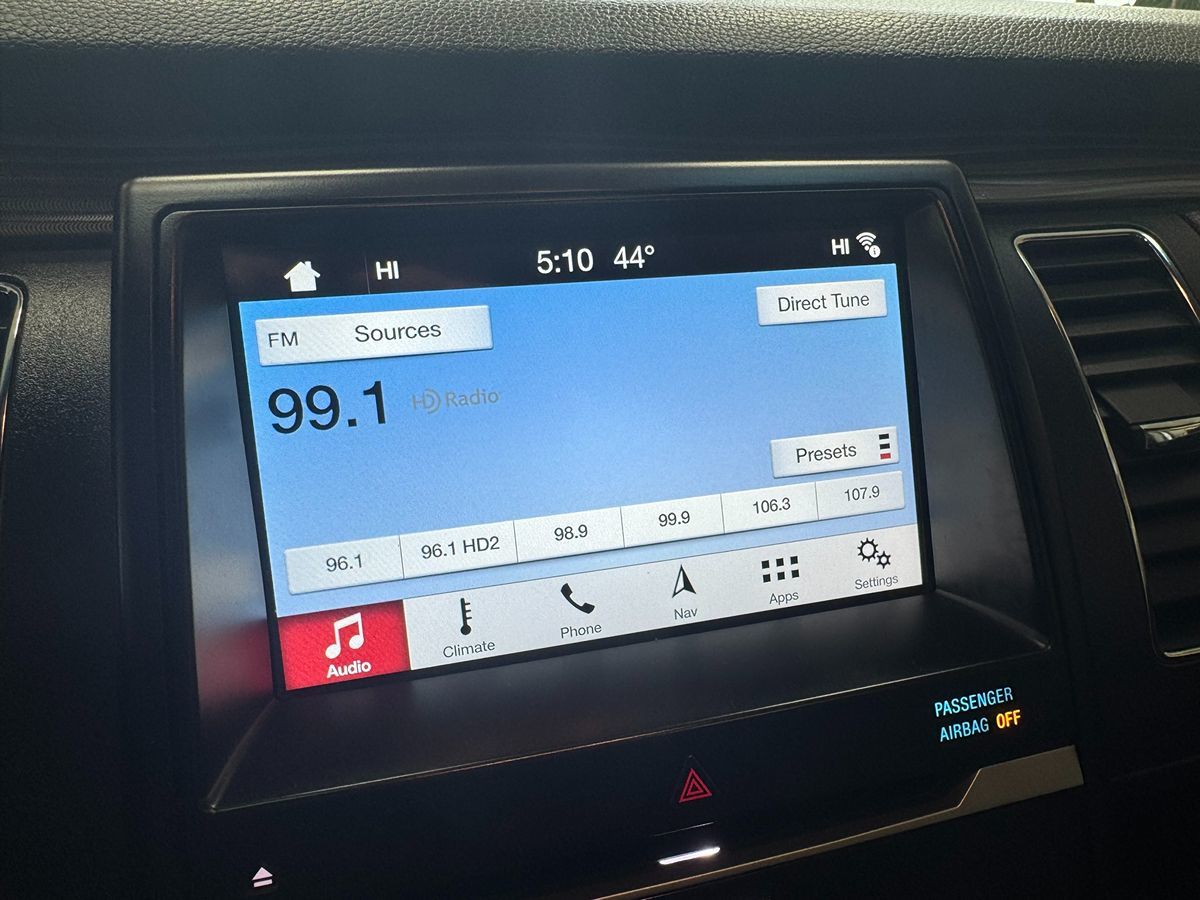 HI 5:10 44° HI
FM Sources Direct Tune
99.1 HD Radio
Presets
96.1 96.1 HD2 98.9 99.9 106.3 107.9
Audio Climate Phone Nav Apps Settings
PASSENGER
AIRBAG OFF